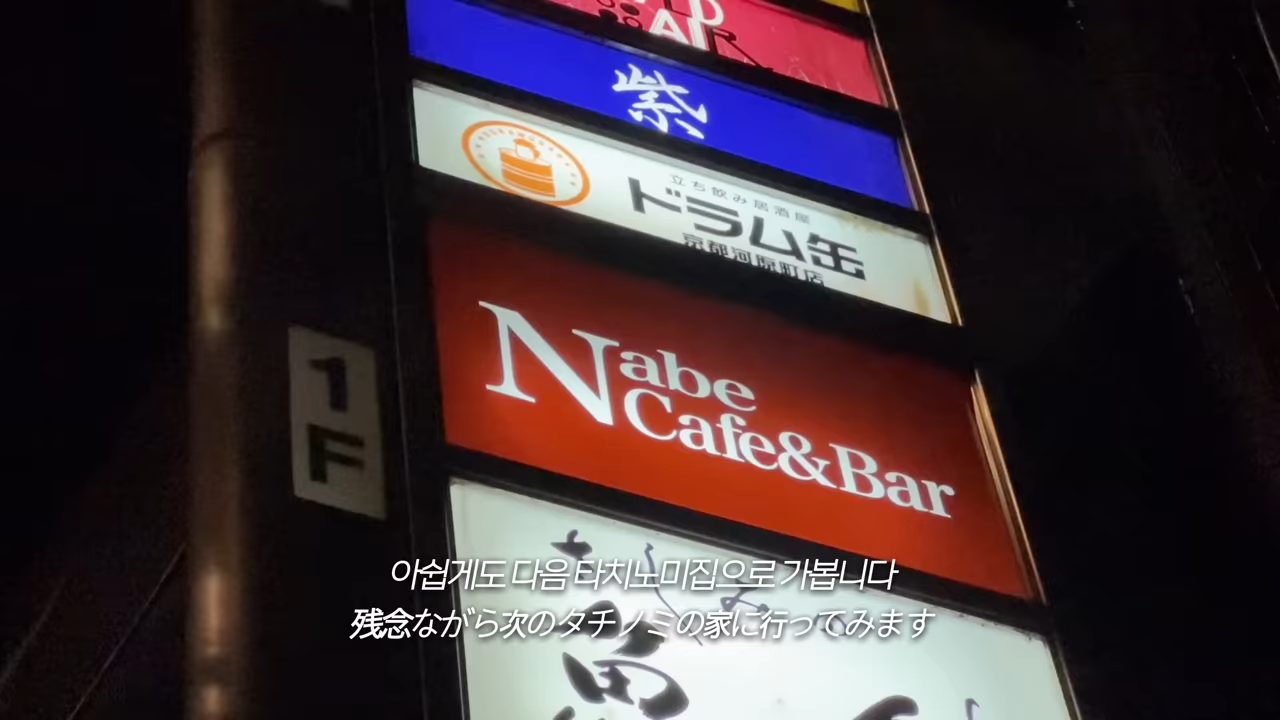 紫
立ち飲み居酒屋
ドラム缶
京都河原町店
Nabe
Cafe&Bar
1F
아쉽게도 다음 타치노미집으로 가봅니다
残念ながら次のタチノミの家に行ってみます